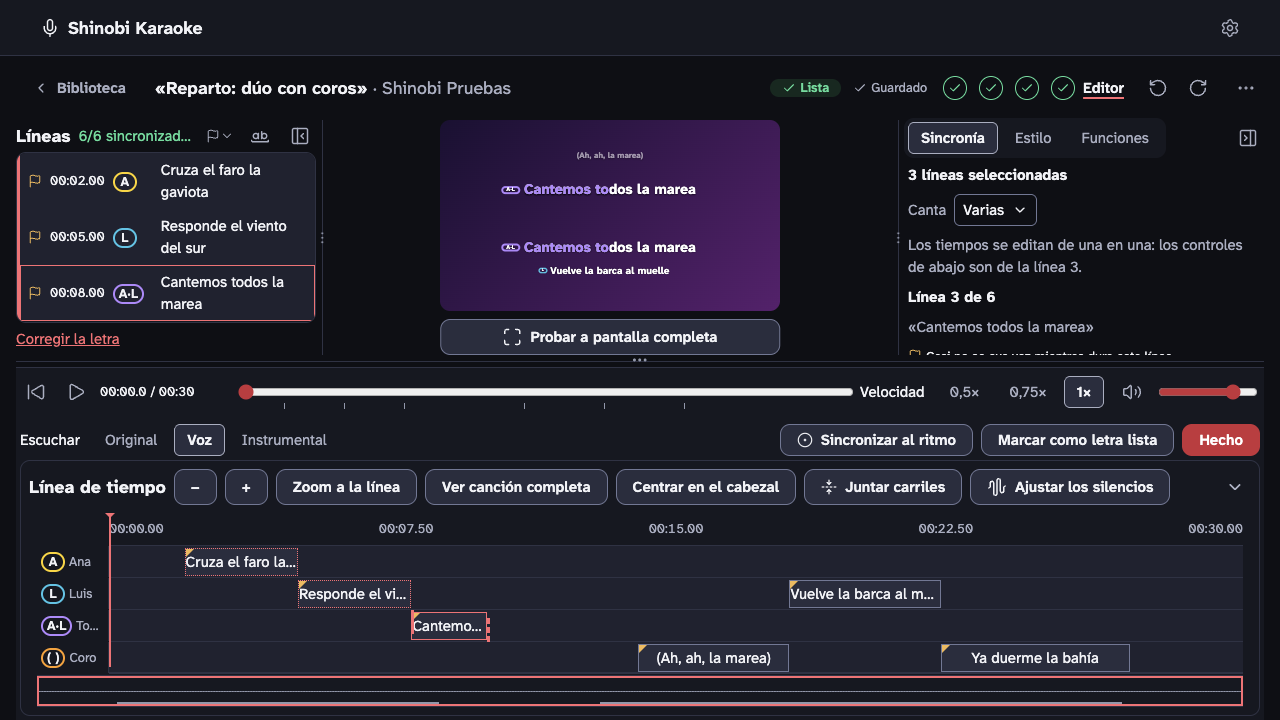 Shinobi Karaoke
Biblioteca
«Reparto: dúo con coros» · Shinobi Pruebas
Lista
Guardado
Editor
Líneas
6/6 sincronizad...
ab
00:02.00 A Cruza el faro la
gaviota
00:05.00 L Responde el viento
del sur
00:08.00 A·L Cantemos todos la
marea
Corregir la letra
(Ah, ah, la marea)
A·L Cantemos todos la marea
A·L Cantemos todos la marea
Vuelve la barca al muelle
Probar a pantalla completa
Sincronía
Estilo
Funciones
3 líneas seleccionadas
Canta Varias
Los tiempos se editan de una en una: los controles
de abajo son de la línea 3.
Línea 3 de 6
«Cantemos todos la marea»
00:00.0 / 00:30
Velocidad
0,5×
0,75×
1×
Escuchar
Original
Voz
Instrumental
Sincronizar al ritmo
Marcar como letra lista
Hecho
Línea de tiempo
−
+
Zoom a la línea
Ver canción completa
Centrar en el cabezal
Juntar carriles
Ajustar los silencios
00:00.00
00:07.50
00:15.00
00:22.50
00:30.00
A Ana
Cruza el faro la...
L Luis
Responde el vi...
Vuelve la barca al m...
A·L To...
Cantemo...
( ) Coro
(Ah, ah, la marea)
Ya duerme la bahía